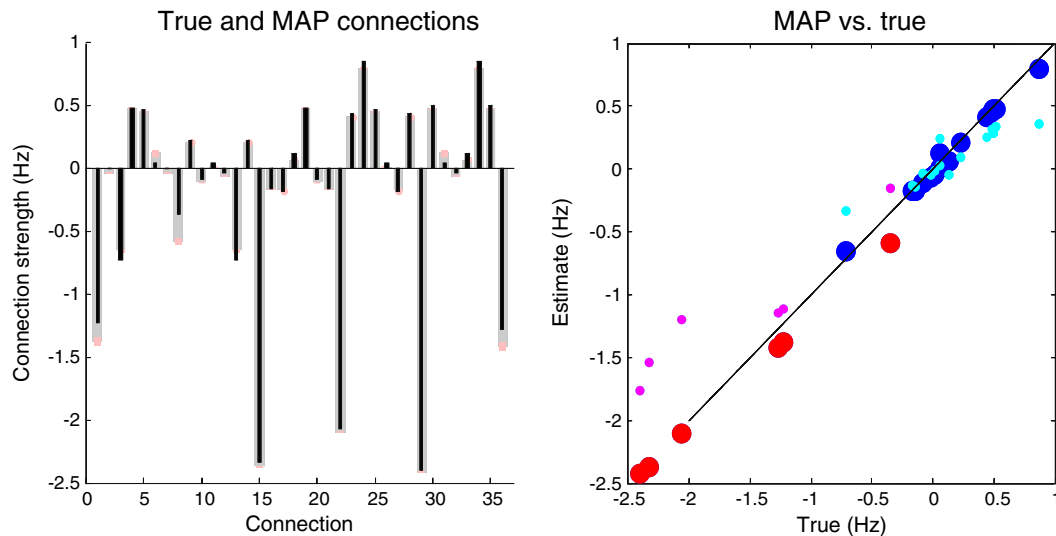 True and MAP connections
Connection strength (Hz)
1
0.5
0
-0.5
-1
-1.5
-2
-2.5
0 5 10 15 20 25 30 35
Connection
MAP vs. true
Estimate (Hz)
1
0.5
0
-0.5
-1
-1.5
-2
-2.5
-2.5 -2 -1.5 -1 -0.5 0 0.5 1
True (Hz)